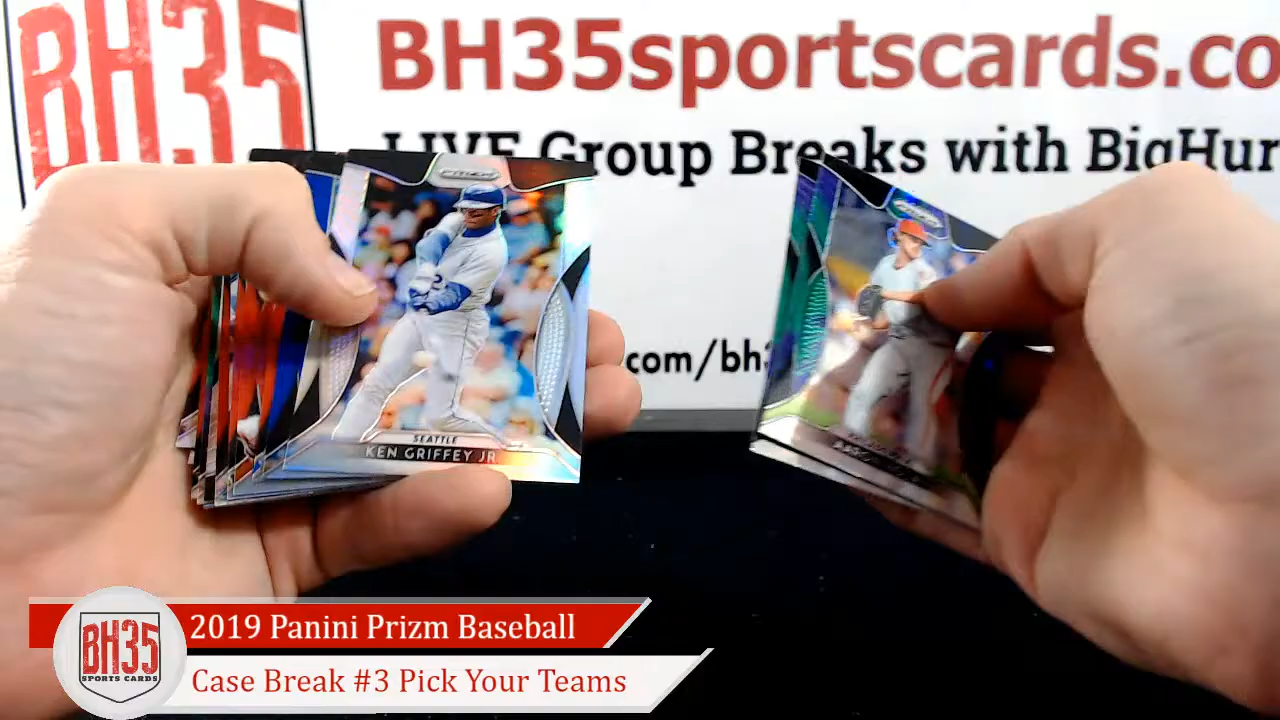 BH35
BH35sportscards.co
LIVE Group Breaks with BigHur
.com/bh3
PRIZM
SEATTLE
KEN GRIFFEY JR
BH35
SPORTS CARDS
2019 Panini Prizm Baseball
Case Break #3 Pick Your Teams